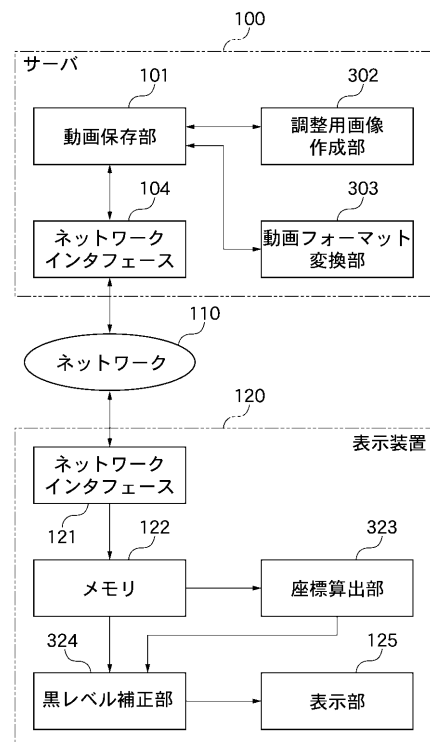 100
サーバ
101
動画保存部
302
調整用画像
作成部
104
ネットワーク
インタフェース
303
動画フォーマット
変換部
110
ネットワーク
120
表示装置
ネットワーク
インタフェース
121
122
メモリ
323
座標算出部
324
黒レベル補正部
125
表示部